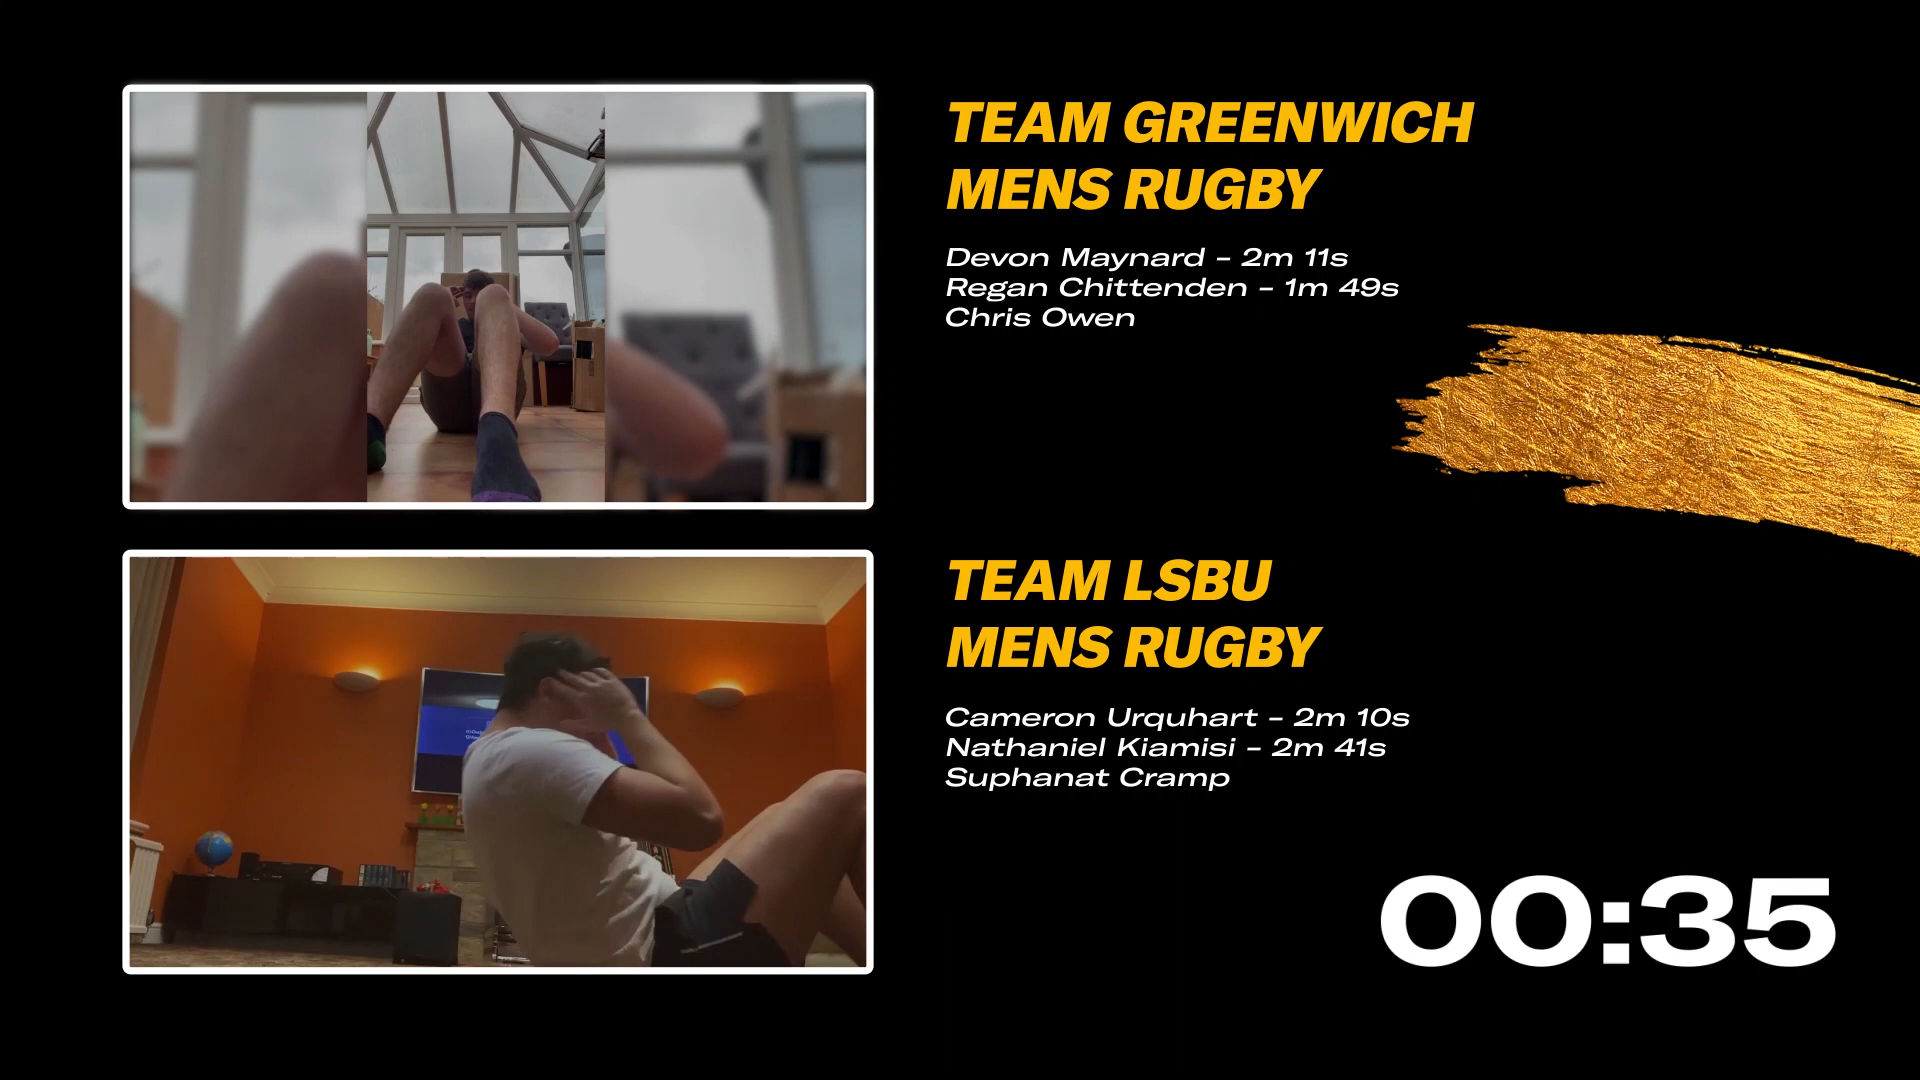 TEAM GREENWICH
MENS RUGBY
Devon Maynard - 2m 11s
Regan Chittenden - 1m 49s
Chris Owen
TEAM LSBU
MENS RUGBY
Cameron Urquhart - 2m 10s
Nathaniel Kiamisi - 2m 41s
Suphanat Cramp
00:35